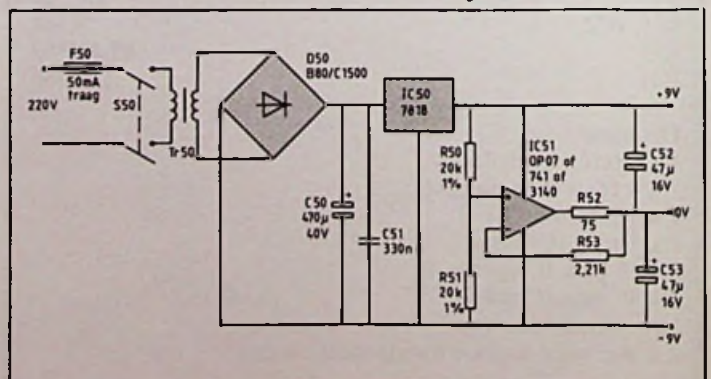 F50
50mA
traag
220V
S50
Tr50
D50
B80/C1500
C50
470µ
40V
+
C51
330n
IC50
7818
R50
20k
1%
R51
20k
1%
IC51
OP07 of
741 of
3140
+
-
R52
75
R53
2,21k
+9V
+
C52
47µ
16V
0V
+
C53
47µ
16V
-9V